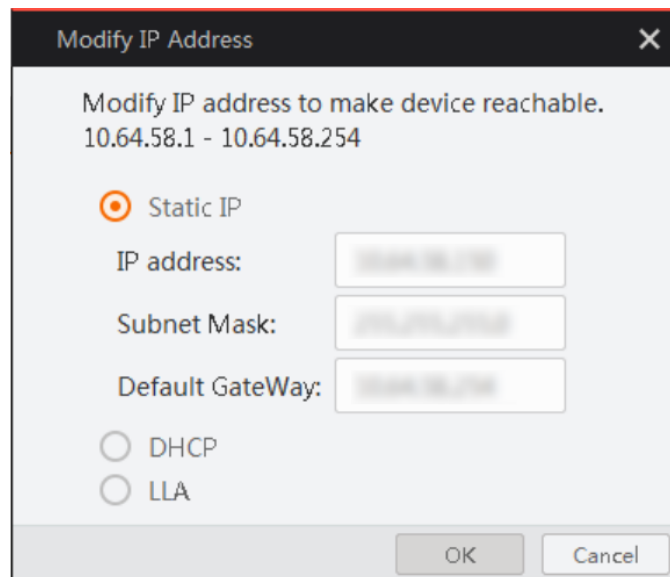 Modify IP Address
Modify IP address to make device reachable.
10.64.58.1 - 10.64.58.254
Static IP
IP address:
Subnet Mask:
Default GateWay:
DHCP
LLA
OK
Cancel